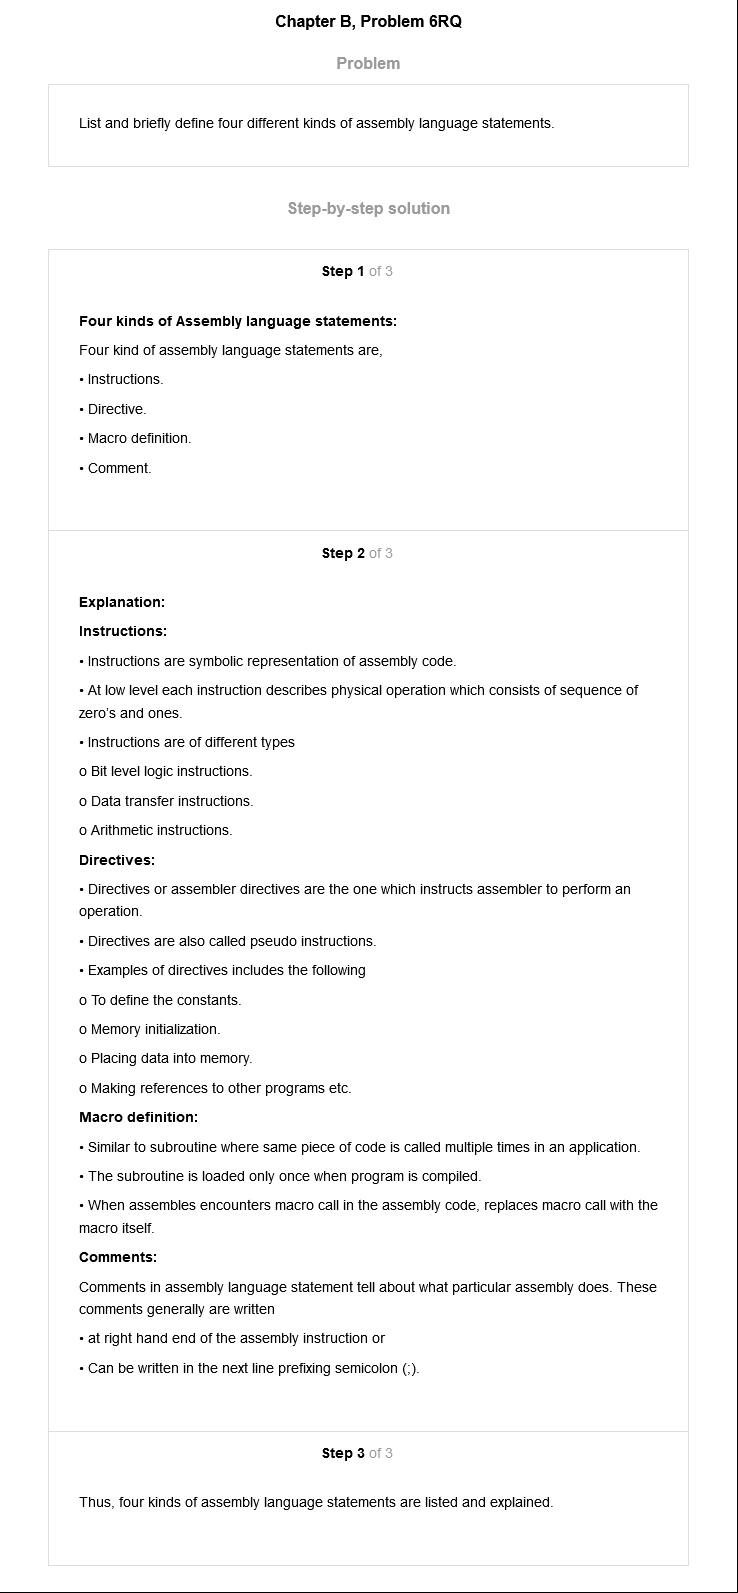 Chapter B, Problem 6RQ
Problem
List and briefly define four different kinds of assembly language statements.
Step-by-step solution
Step 1 of 3
Four kinds of Assembly language statements:
Four kind of assembly language statements are,
• Instructions.
• Directive.
• Macro definition.
• Comment.
Step 2 of 3
Explanation:
Instructions:
• Instructions are symbolic representation of assembly code.
• At low level each instruction describes physical operation which consists of sequence of
zero's and ones.
• Instructions are of different types
o Bit level logic instructions.
o Data transfer instructions.
o Arithmetic instructions.
Directives:
• Directives or assembler directives are the one which instructs assembler to perform an
operation.
• Directives are also called pseudo instructions.
• Examples of directives includes the following
o To define the constants.
o Memory initialization.
o Placing data into memory.
o Making references to other programs etc.
Macro definition:
• Similar to subroutine where same piece of code is called multiple times in an application.
• The subroutine is loaded only once when program is compiled.
• When assembles encounters macro call in the assembly code, replaces macro call with the
macro itself.
Comments:
Comments in assembly language statement tell about what particular assembly does. These
comments generally are written
• at right hand end of the assembly instruction or
• Can be written in the next line prefixing semicolon (;).
Step 3 of 3
Thus, four kinds of assembly language statements are listed and explained.